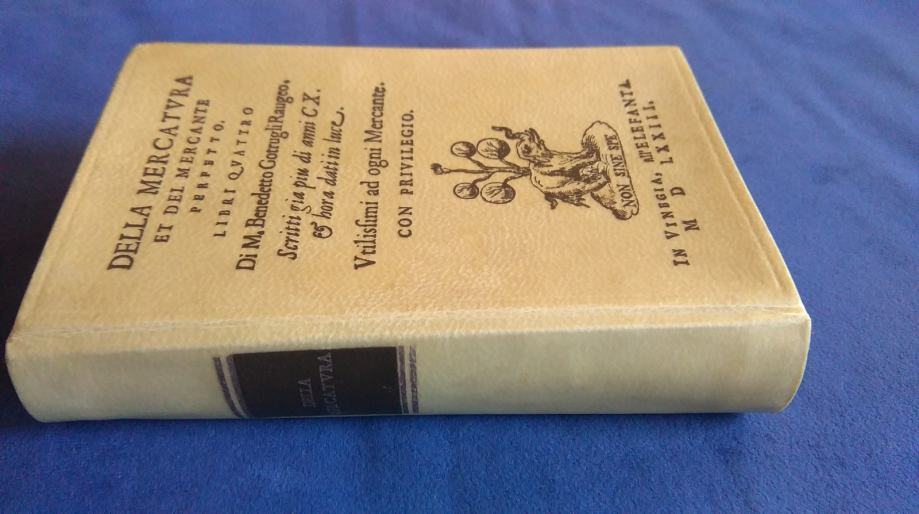 DELLA MERCATVRA
ET DEL MERCANTE
PERFETTO.
LIBRI QVATTRO
Di M. Benedetto Cotrugli Raugeo.
Scritti gia piu di anni CX.
& hora dati in luce.
Vtilissimi ad ogni Mercante.
CON PRIVILEGIO.
NON SINE SPE
IN VINEGIA, ALL'ELEFANTA.
M D LXXIII.
DELLA
MERCATVRA